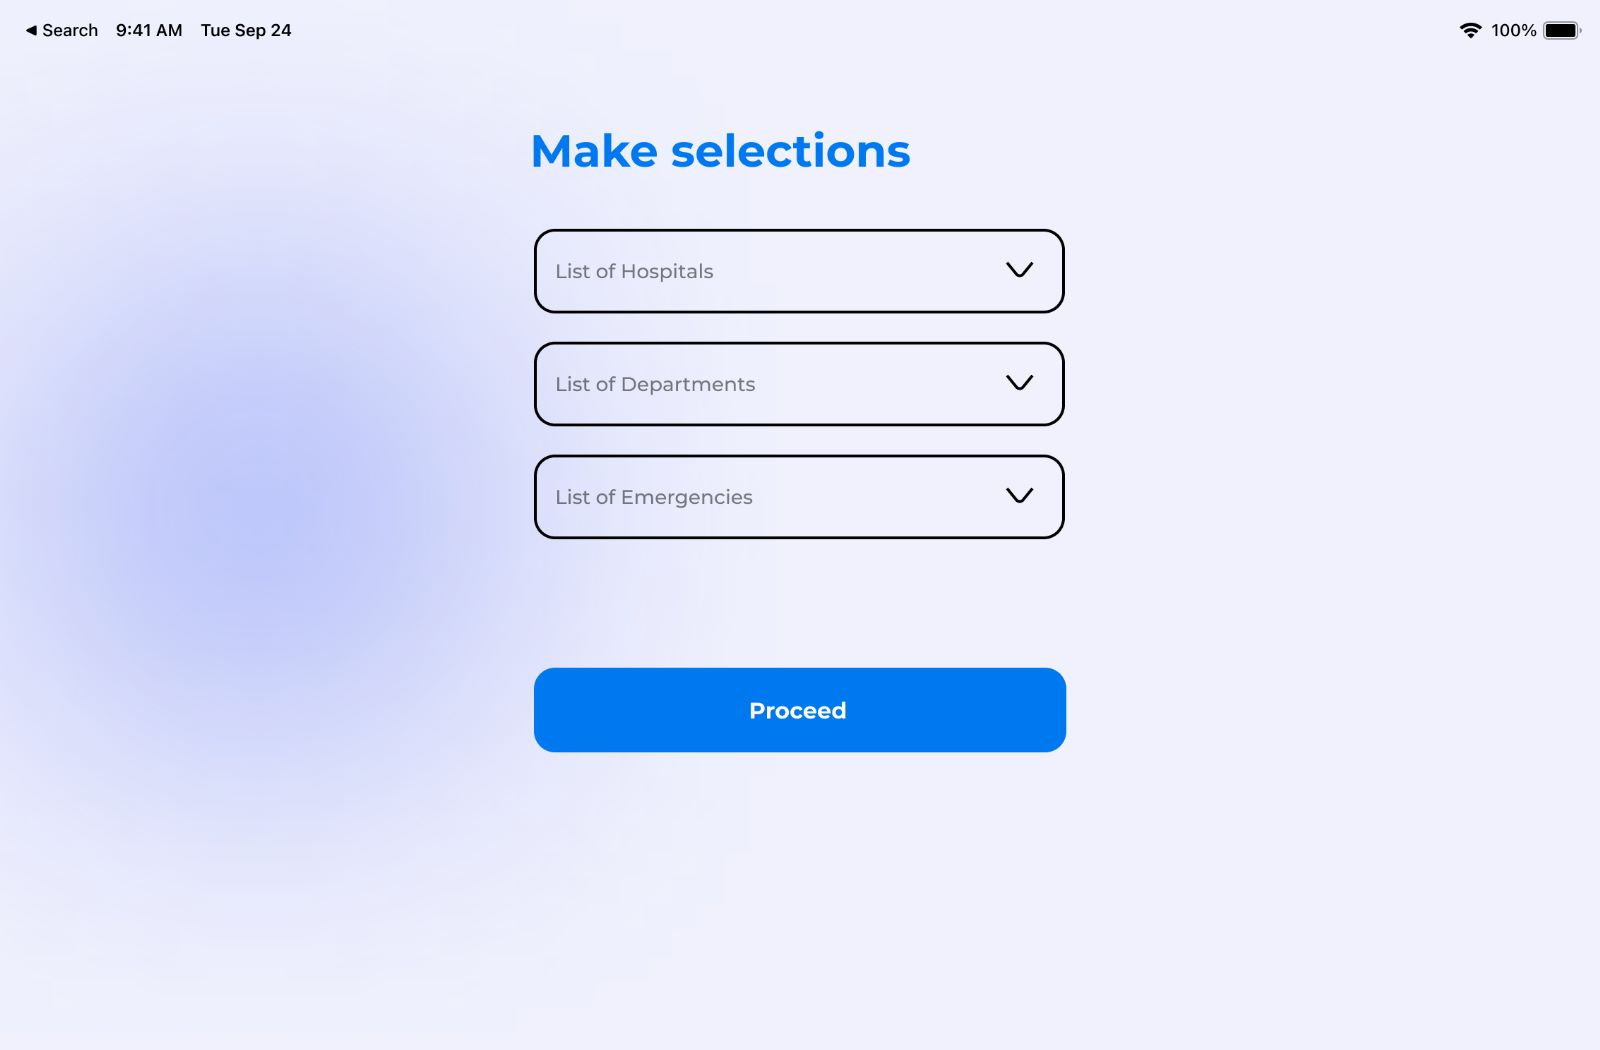 Search 9:41 AM Tue Sep 24 100%
Make selections
List of Hospitals
List of Departments
List of Emergencies
Proceed